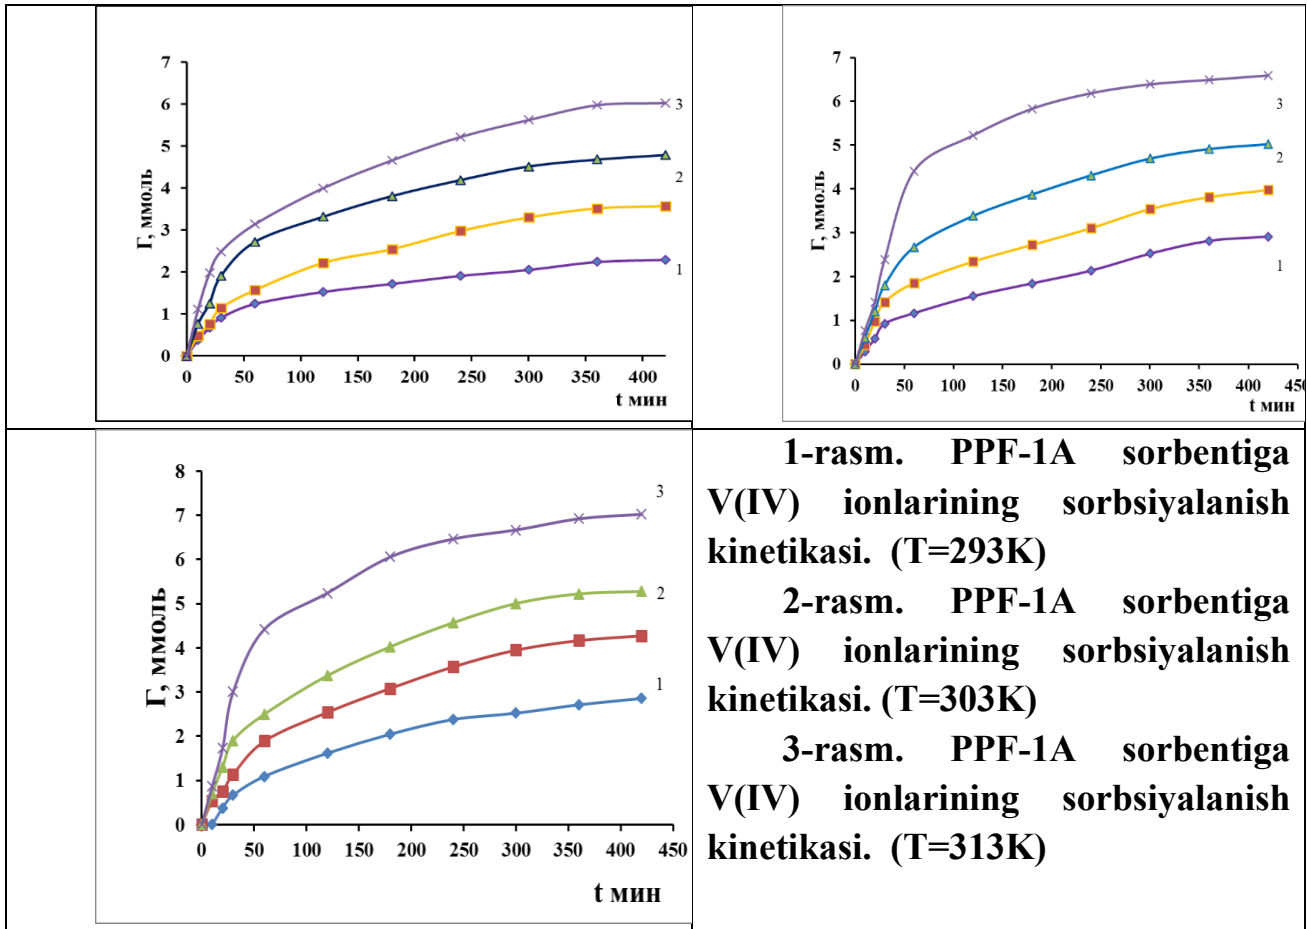 7
6
5
4
3
2
1
0
Г, ммоль
0 50 100 150 200 250 300 350 400
t мин
3
2
1
7
6
5
4
3
2
1
0
Г, ммоль
0 50 100 150 200 250 300 350 400 450
t мин
3
2
1
8
7
6
5
4
3
2
1
0
Г, ммоль
0 50 100 150 200 250 300 350 400 450
t мин
3
2
1
1-rasm. PPF-1A sorbentiga
V(IV) ionlarining sorbsiyalanish
kinetikasi. (T=293K)
2-rasm. PPF-1A sorbentiga
V(IV) ionlarining sorbsiyalanish
kinetikasi. (T=303K)
3-rasm. PPF-1A sorbentiga
V(IV) ionlarining sorbsiyalanish
kinetikasi. (T=313K)